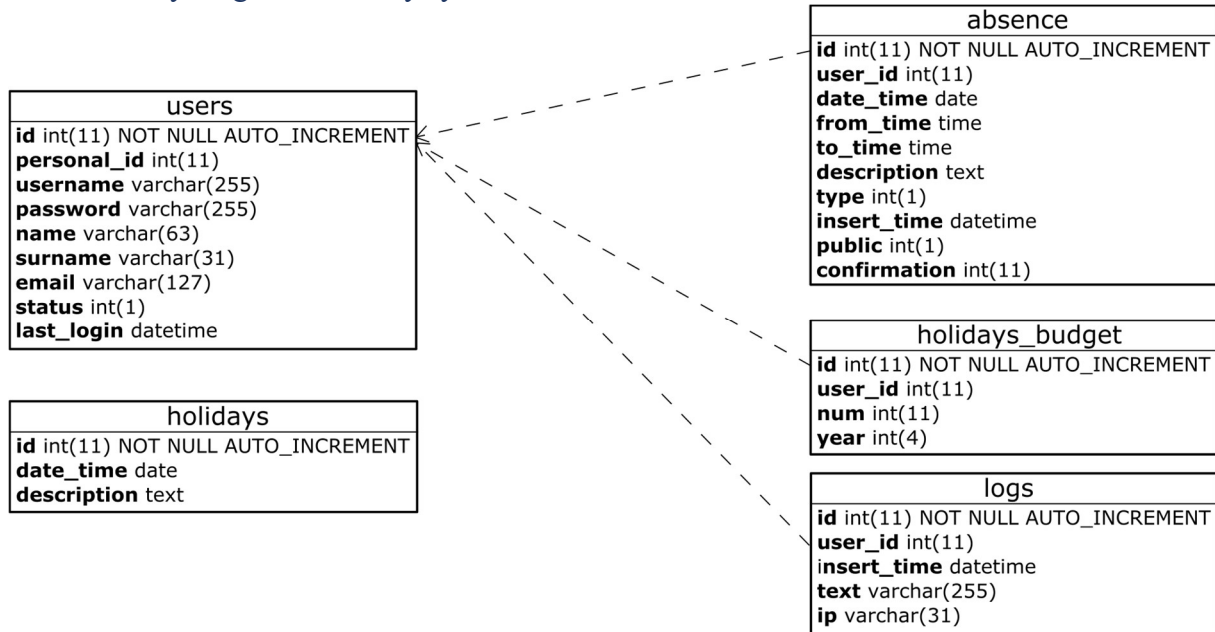 users
id int(11) NOT NULL AUTO_INCREMENT
personal_id int(11)
username varchar(255)
password varchar(255)
name varchar(63)
surname varchar(31)
email varchar(127)
status int(1)
last_login datetime
holidays
id int(11) NOT NULL AUTO_INCREMENT
date_time date
description text
absence
id int(11) NOT NULL AUTO_INCREMENT
user_id int(11)
date_time date
from_time time
to_time time
description text
type int(1)
insert_time datetime
public int(1)
confirmation int(11)
holidays_budget
id int(11) NOT NULL AUTO_INCREMENT
user_id int(11)
num int(11)
year int(4)
logs
id int(11) NOT NULL AUTO_INCREMENT
user_id int(11)
insert_time datetime
text varchar(255)
ip varchar(31)